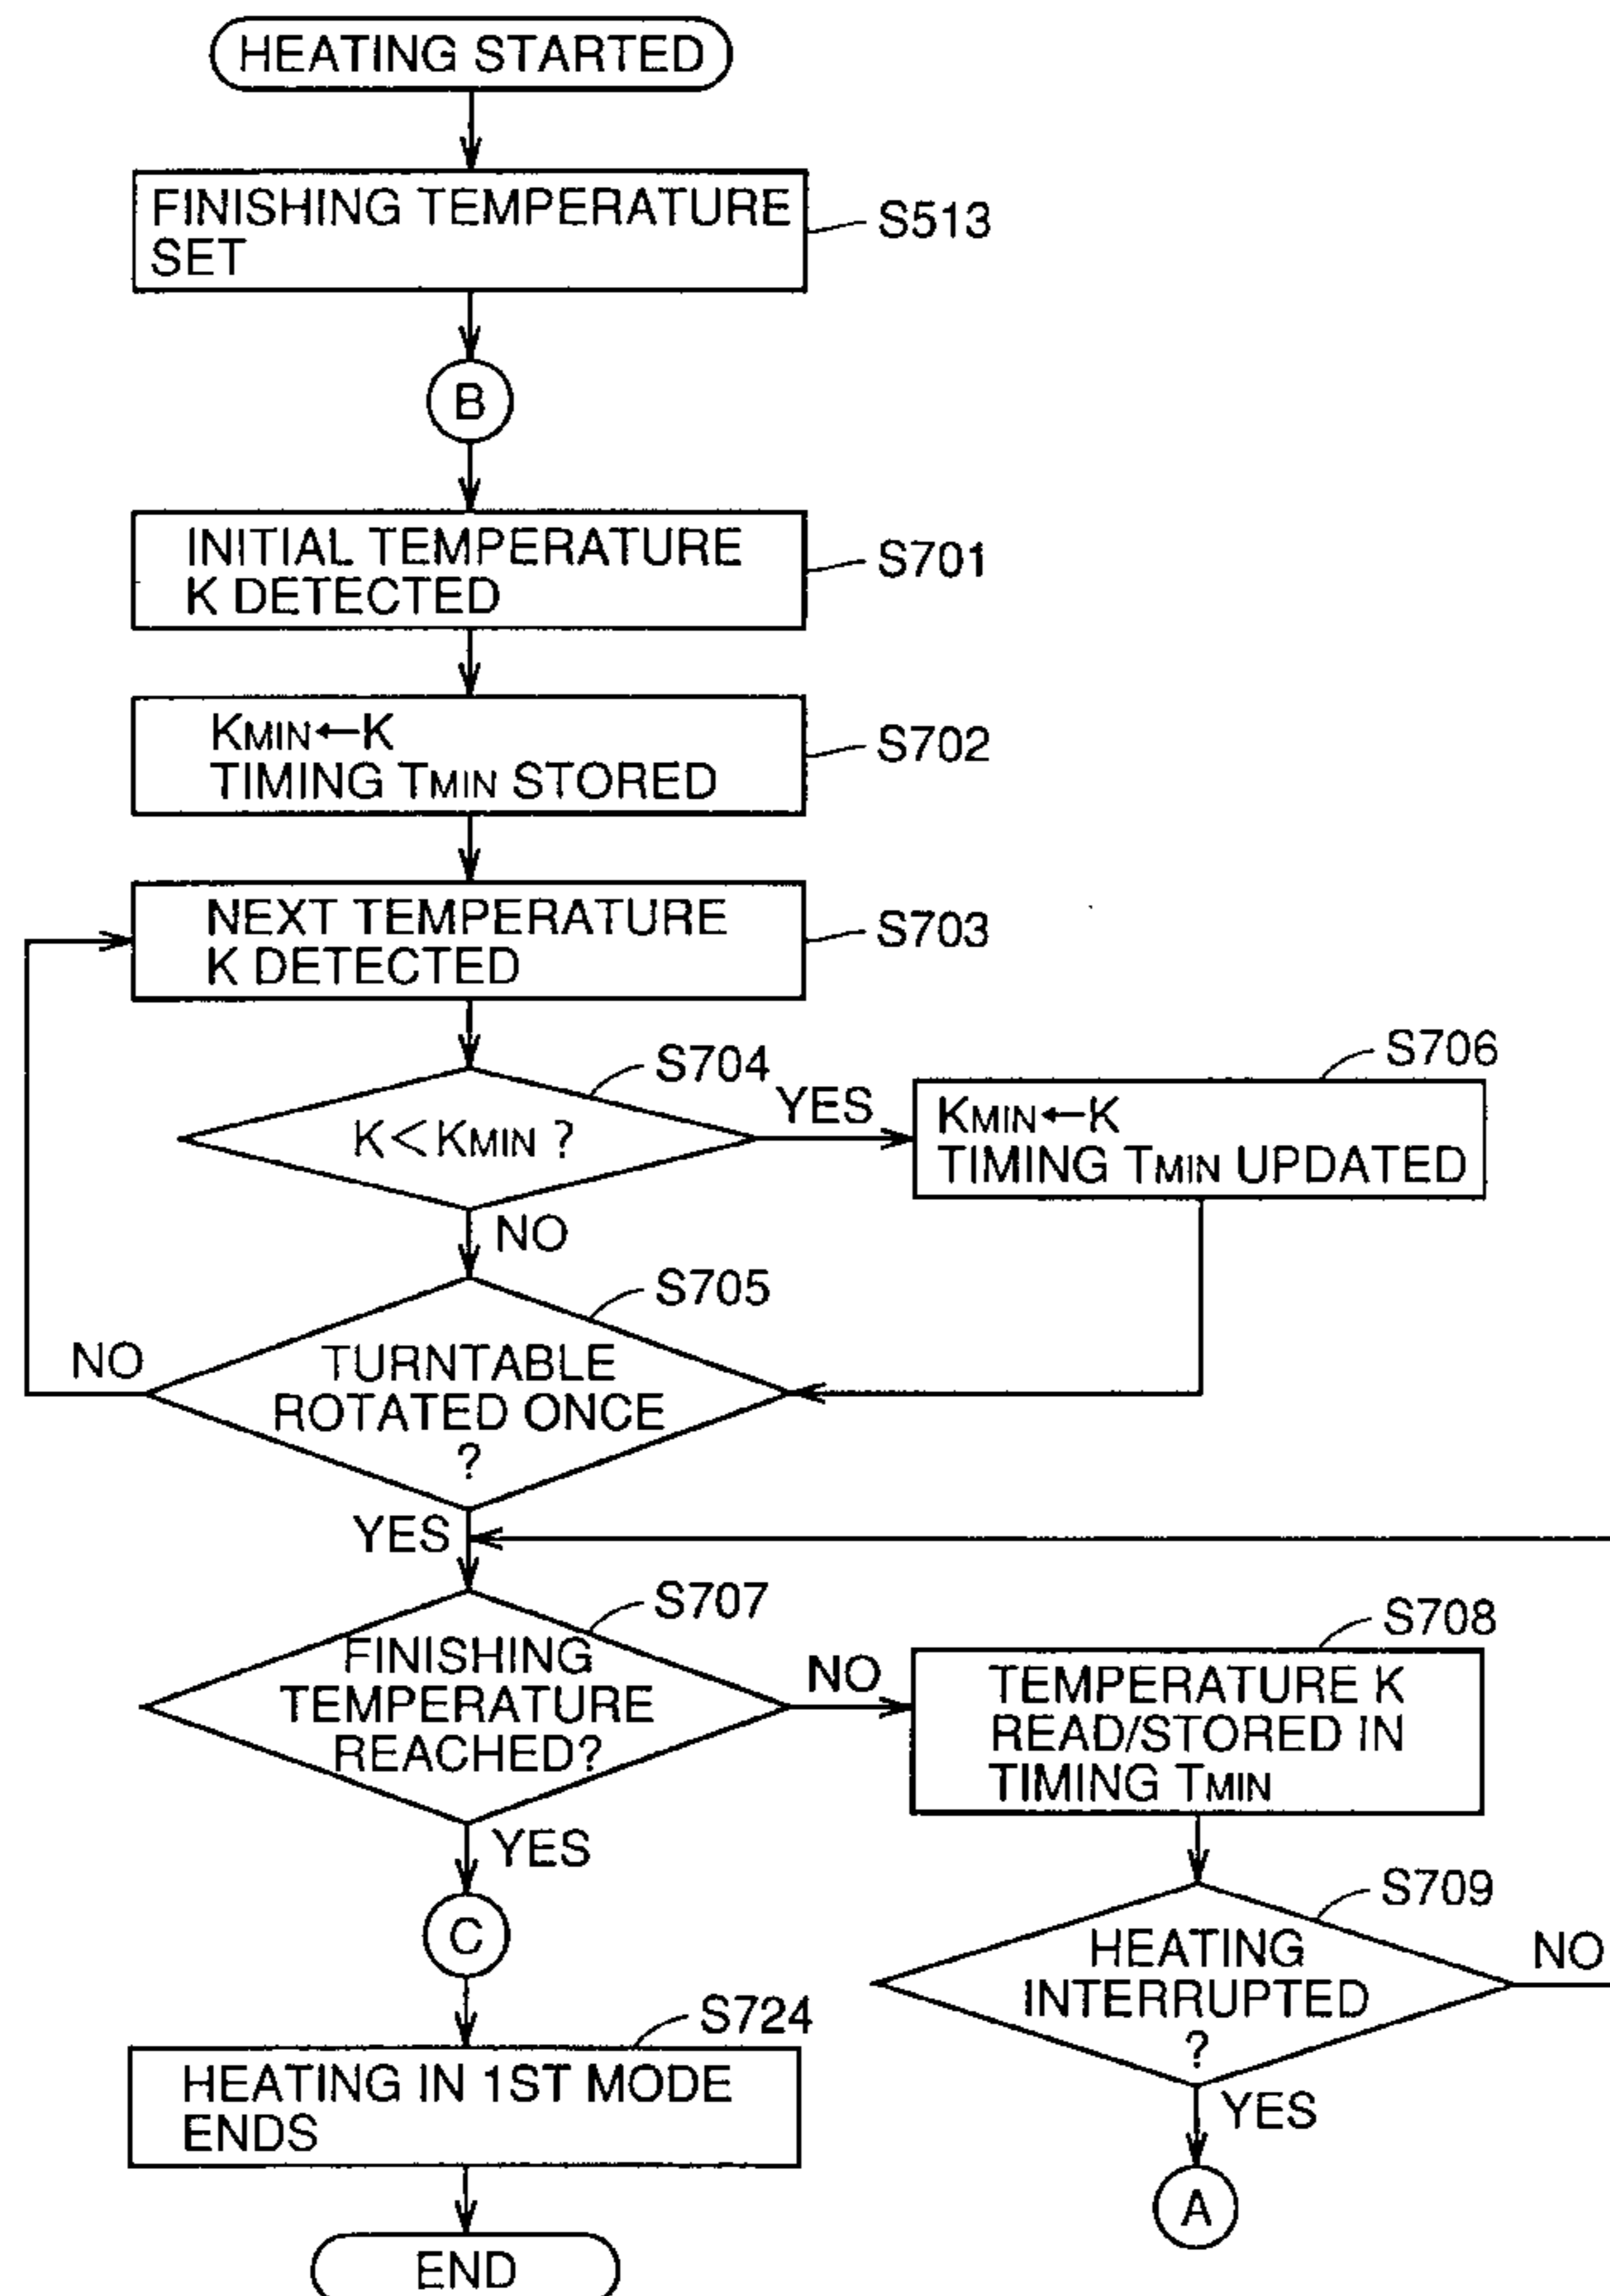 HEATING STARTED
FINISHING TEMPERATURE
SET
S513
B
INITIAL TEMPERATURE
K DETECTED
S701
KMIN←K
TIMING TMIN STORED
S702
NEXT TEMPERATURE
K DETECTED
S703
S704
K<KMIN ?
YES
S706
KMIN←K
TIMING TMIN UPDATED
NO
S705
TURNTABLE
ROTATED ONCE
?
NO
YES
S707
FINISHING
TEMPERATURE
REACHED?
NO
S708
TEMPERATURE K
READ/STORED IN
TIMING TMIN
YES
C
S709
HEATING
INTERRUPTED
?
NO
YES
A
S724
HEATING IN 1ST MODE
ENDS
END